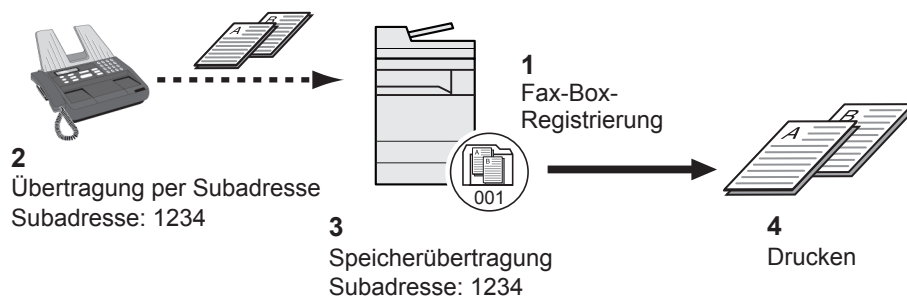 A
B
1
Fax-Box-
Registrierung
A
B
001
A
B
2
Übertragung per Subadresse
Subadresse: 1234
3
Speicherübertragung
Subadresse: 1234
4
Drucken